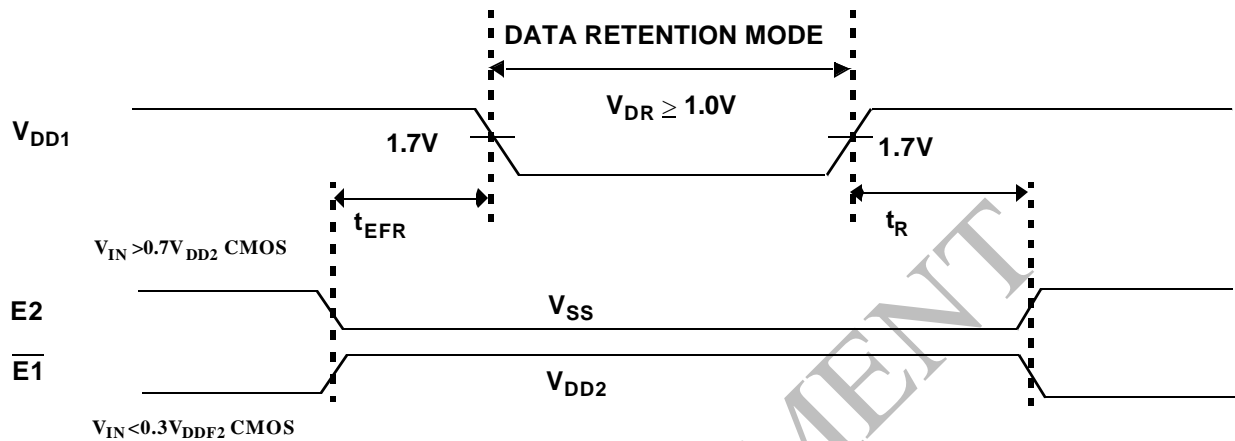 DATA RETENTION MODE
V_DR ≥ 1.0V
V_DD1
1.7V
1.7V
t_EFR
t_R
V_IN >0.7V_DD2 CMOS
E2
V_SS
E1̅
V_DD2
V_IN <0.3V_DDF2 CMOS